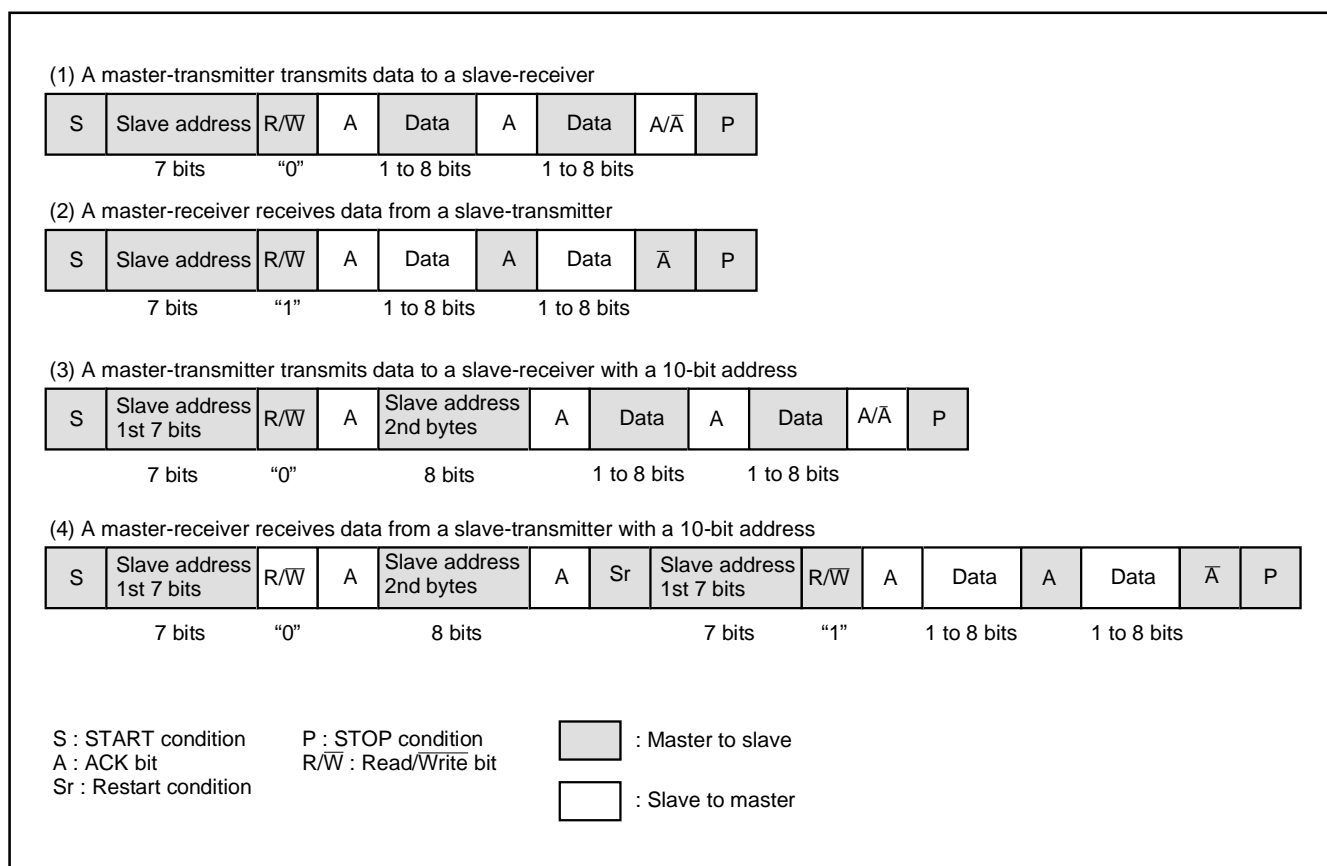 (1) A master-transmitter transmits data to a slave-receiver
S Slave address R/W̅ A Data A Data A/A̅ P
7 bits “0” 1 to 8 bits 1 to 8 bits
(2) A master-receiver receives data from a slave-transmitter
S Slave address R/W̅ A Data A Data A̅ P
7 bits “1” 1 to 8 bits 1 to 8 bits
(3) A master-transmitter transmits data to a slave-receiver with a 10-bit address
S Slave address 1st 7 bits R/W̅ A Slave address 2nd bytes A Data A Data A/A̅ P
7 bits “0” 8 bits 1 to 8 bits 1 to 8 bits
(4) A master-receiver receives data from a slave-transmitter with a 10-bit address
S Slave address 1st 7 bits R/W̅ A Slave address 2nd bytes A Sr Slave address 1st 7 bits R/W̅ A Data A Data A̅ P
7 bits “0” 8 bits 7 bits “1” 1 to 8 bits 1 to 8 bits
S : START condition P : STOP condition : Master to slave
A : ACK bit R/W̅ : Read/W̅r̅i̅t̅e̅ bit
Sr : Restart condition
: Slave to master